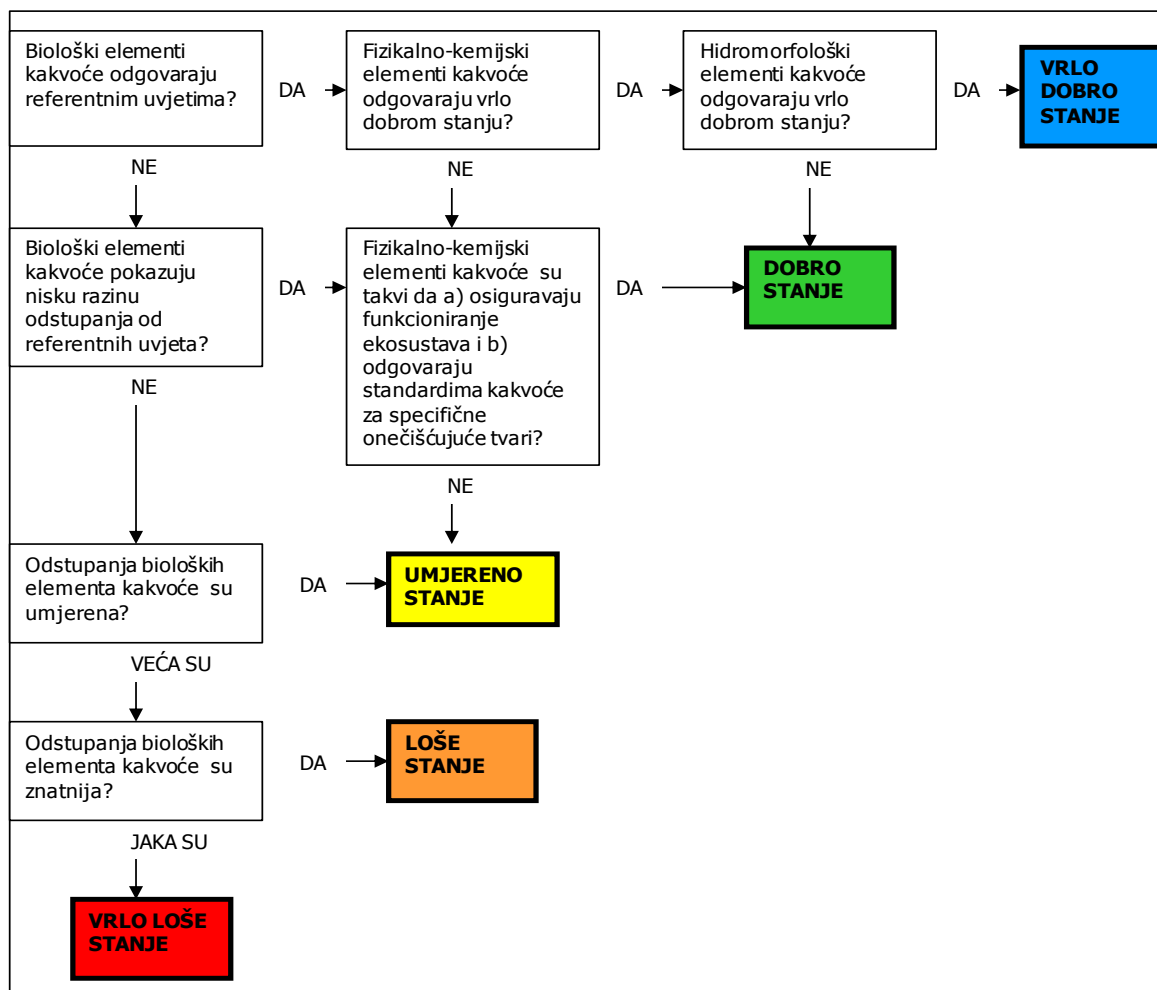 Biološki elementi
kakvoće odgovaraju
referentnim uvjetima?
DA
Fizikalno-kemijski
elementi kakvoće
odgovaraju vrlo
dobrom stanju?
DA
Hidromorfološki
elementi kakvoće
odgovaraju vrlo
dobrom stanju?
DA
VRLO
DOBRO
STANJE
NE
NE
NE
Biološki elementi
kakvoće pokazuju
nisku razinu
odstupanja od
referentnih uvjeta?
DA
Fizikalno-kemijski
elementi kakvoće su
takvi da a) osiguravaju
funkcioniranje
ekosustava i b)
odgovaraju
standardima kakvoće
za specifične
onečišćujuće tvari?
DA
DOBRO
STANJE
NE
NE
Odstupanja bioloških
elementa kakvoće su
umjerena?
DA
UMJERENO
STANJE
VEĆA SU
Odstupanja bioloških
elementa kakvoće su
znatnija?
DA
LOŠE
STANJE
JAKA SU
VRLO LOŠE
STANJE